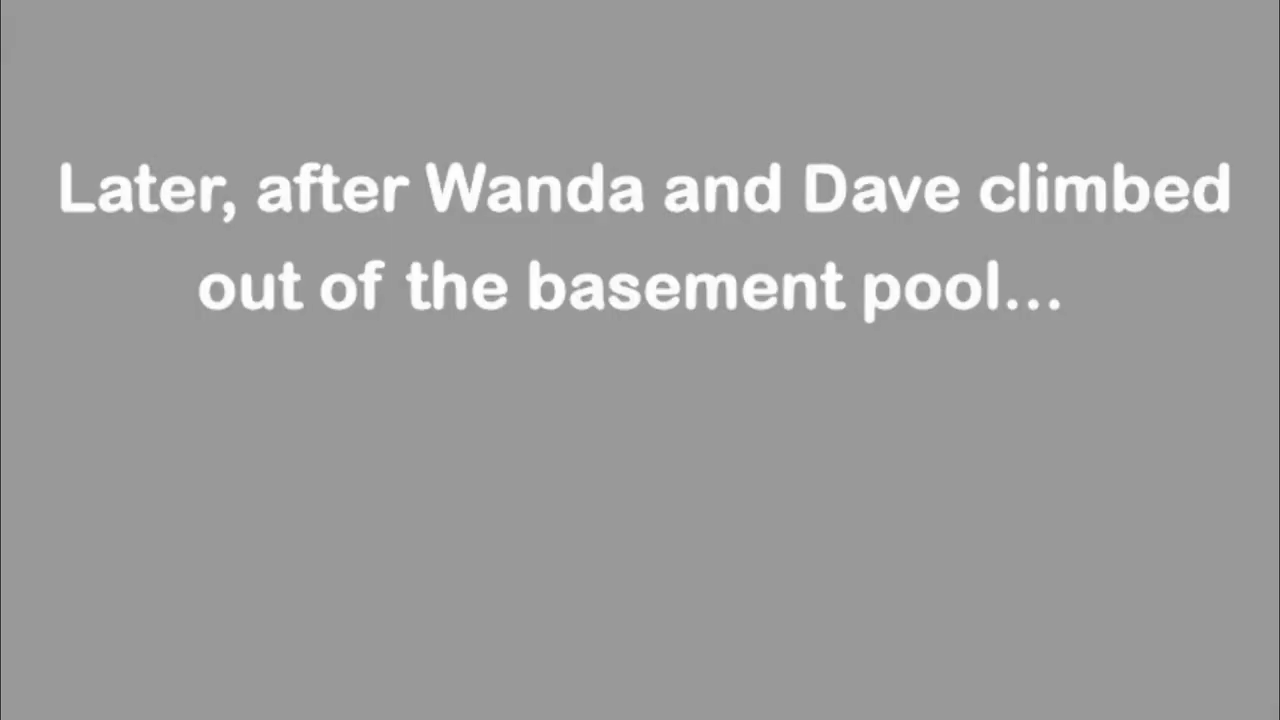 Later, after Wanda and Dave climbed
out of the basement pool...